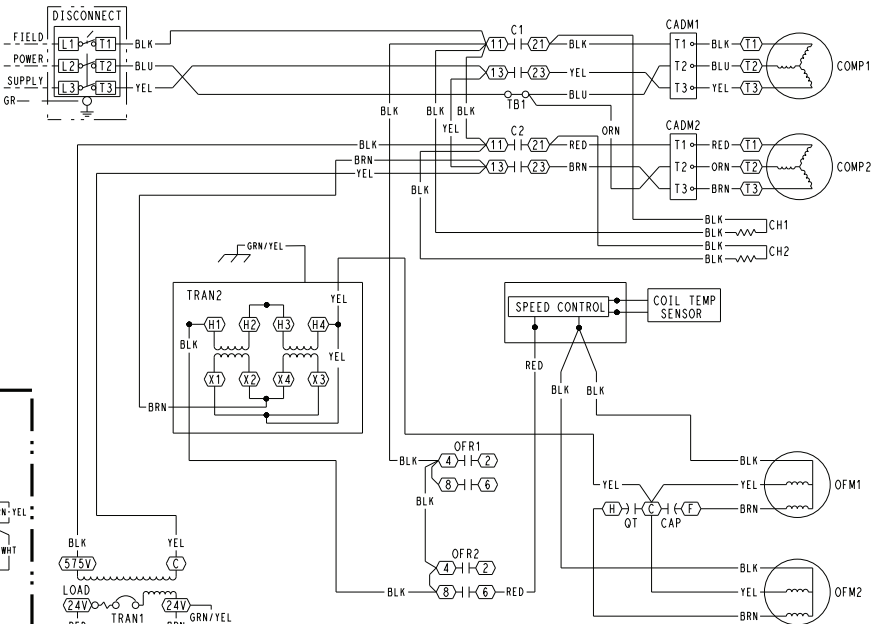 DISCONNECT
FIELD L1 T1 BLK
POWER L2 T2 BLU
SUPPLY L3 T3 YEL
GR
C1
11 21 BLK
13 23 YEL
TB1 BLU
BLK BLK BLK
YEL
ORN
CADM1
T1 BLK T1
T2 BLU T2
T3 YEL T3
COMP1
C2
BLK 11 21 RED
BRN
YEL 13 23 BRN
BLK
CADM2
T1 RED T1
T2 ORN T2
T3 BRN T3
COMP2
BLK
BLK CH1
BLK
BLK CH2
GRN/YEL
TRAN2
YEL
H1 H2 H3 H4
BLK YEL
X1 X2 X4 X3
BRN
SPEED CONTROL
COIL TEMP
SENSOR
RED
BLK BLK
OFR1
BLK 4 2
8 6
BLK
OFR2
4 2
BLK 8 6 RED
YEL
H C F
QT CAP
BLK
YEL OFM1
BRN
BLK
YEL OFM2
BRN
N-YEL
WHT
BLK YEL
575V C
LOAD
24V 24V
TRAN1 GRN/YEL
RED BRN